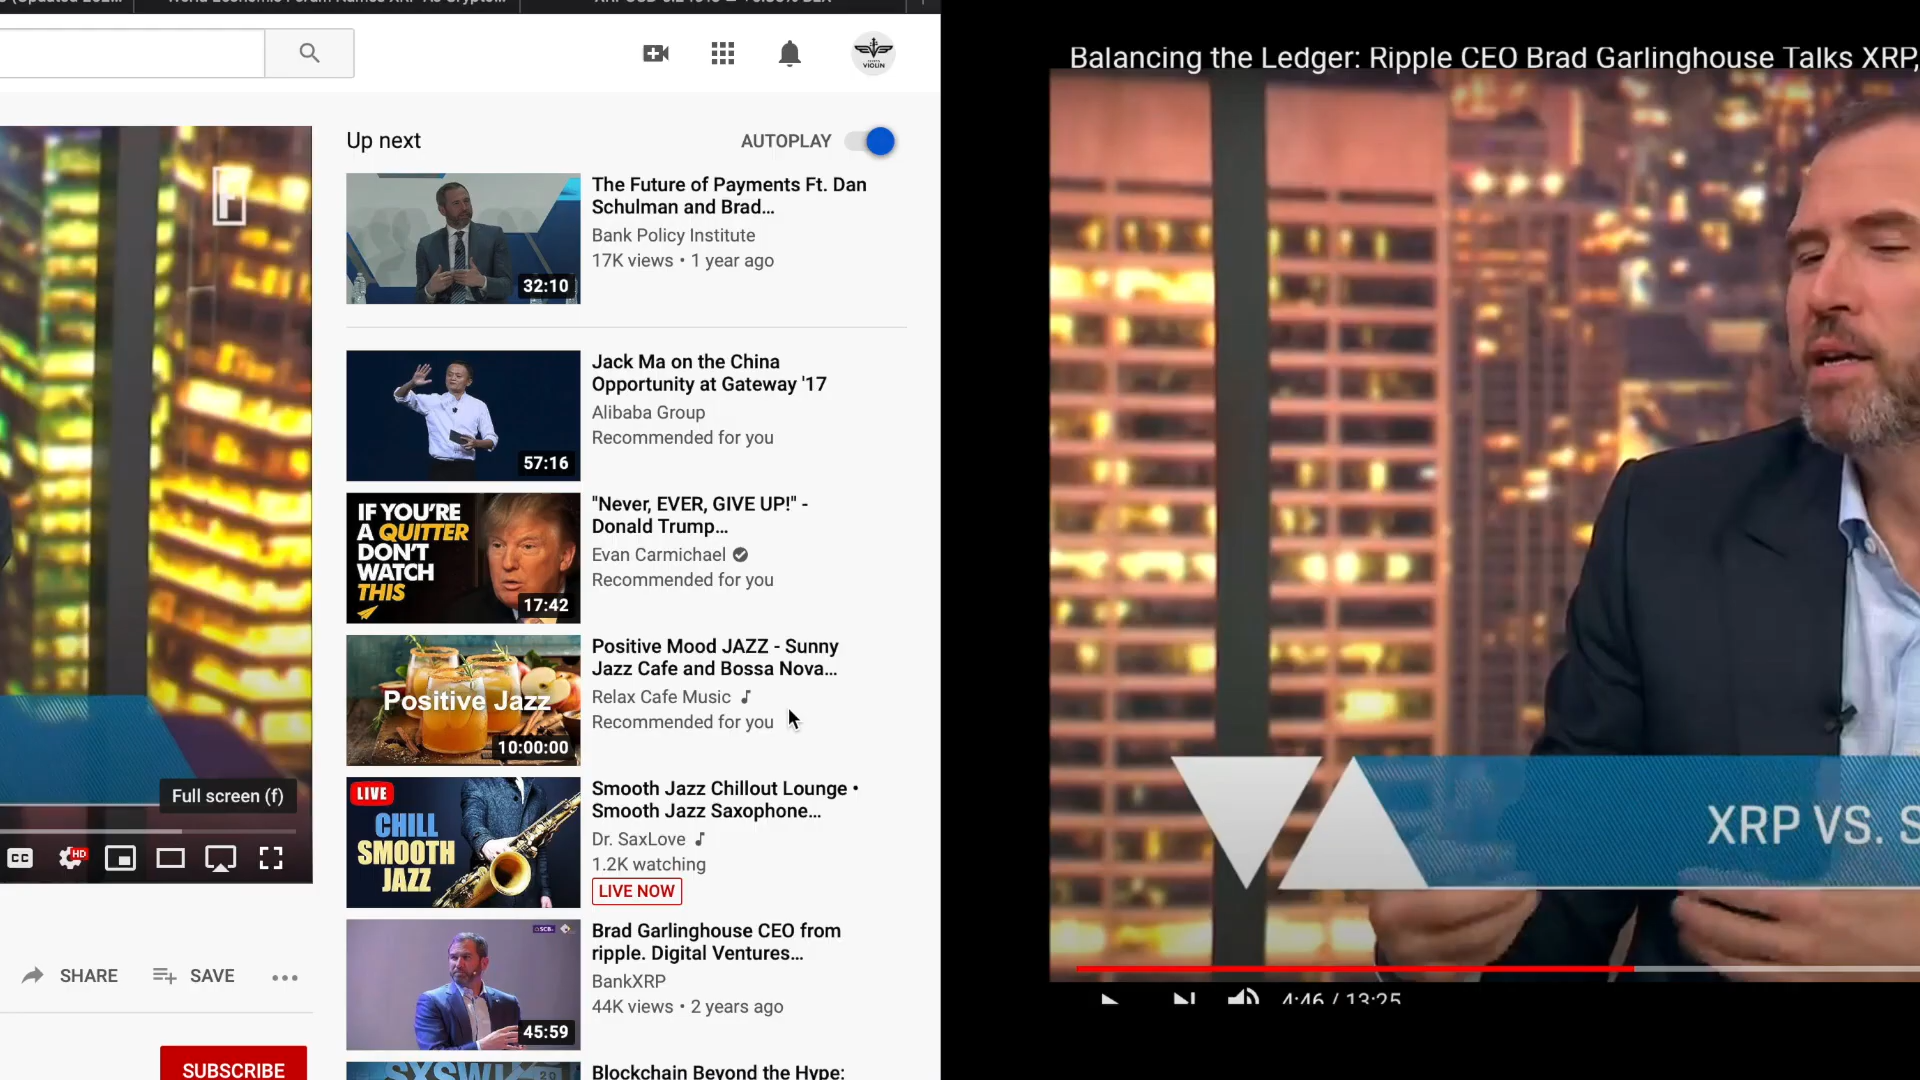 Up next
AUTOPLAY
The Future of Payments Ft. Dan
Schulman and Brad...
Bank Policy Institute
17K views • 1 year ago
32:10
Jack Ma on the China
Opportunity at Gateway '17
Alibaba Group
Recommended for you
57:16
IF YOU'RE
A QUITTER
DON'T
WATCH
THIS
17:42
"Never, EVER, GIVE UP!" -
Donald Trump...
Evan Carmichael
Recommended for you
Positive Jazz
10:00:00
Positive Mood JAZZ - Sunny
Jazz Cafe and Bossa Nova...
Relax Cafe Music
Recommended for you
LIVE
CHILL
SMOOTH
JAZZ
Smooth Jazz Chillout Lounge •
Smooth Jazz Saxophone...
Dr. SaxLove
1.2K watching
LIVE NOW
45:59
Brad Garlinghouse CEO from
ripple. Digital Ventures...
BankXRP
44K views • 2 years ago
Blockchain Beyond the Hype:
VIOLIN
F
Full screen (f)
CC
HD
SHARE
SAVE
SUBSCRIBE
Balancing the Ledger: Ripple CEO Brad Garlinghouse Talks XRP,
XRP VS. S
4:46 / 13:25